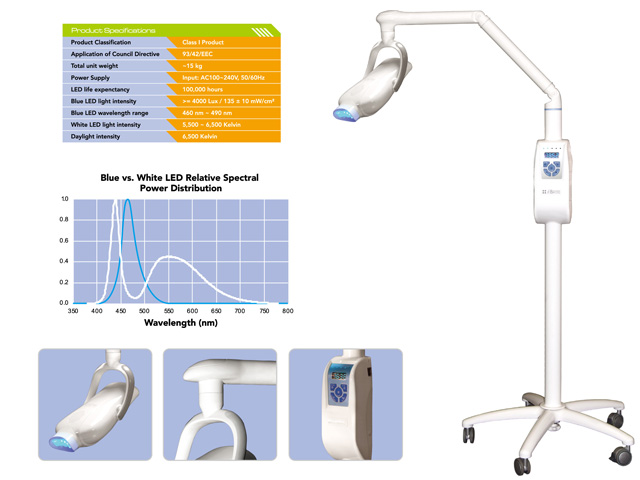 Product Specifications
Product Classification Class I Product
Application of Council Directive 93/42/EEC
Total unit weight ~15 kg
Power Supply Input: AC100~240V, 50/60Hz
LED life expenctancy 100,000 hours
Blue LED light intensity >= 4000 Lux / 135 ± 10 mW/cm²
Blue LED wavelength range 460 nm ~ 490 nm
White LED light intensity 5,500 ~ 6,500 Kelvin
Daylight intensity 6,500 Kelvin
Blue vs. White LED Relative Spectral
Power Distribution
1.0
0.8
0.6
0.4
0.2
0.0
350 400 450 500 550 600 650 700 750 800
Wavelength (nm)